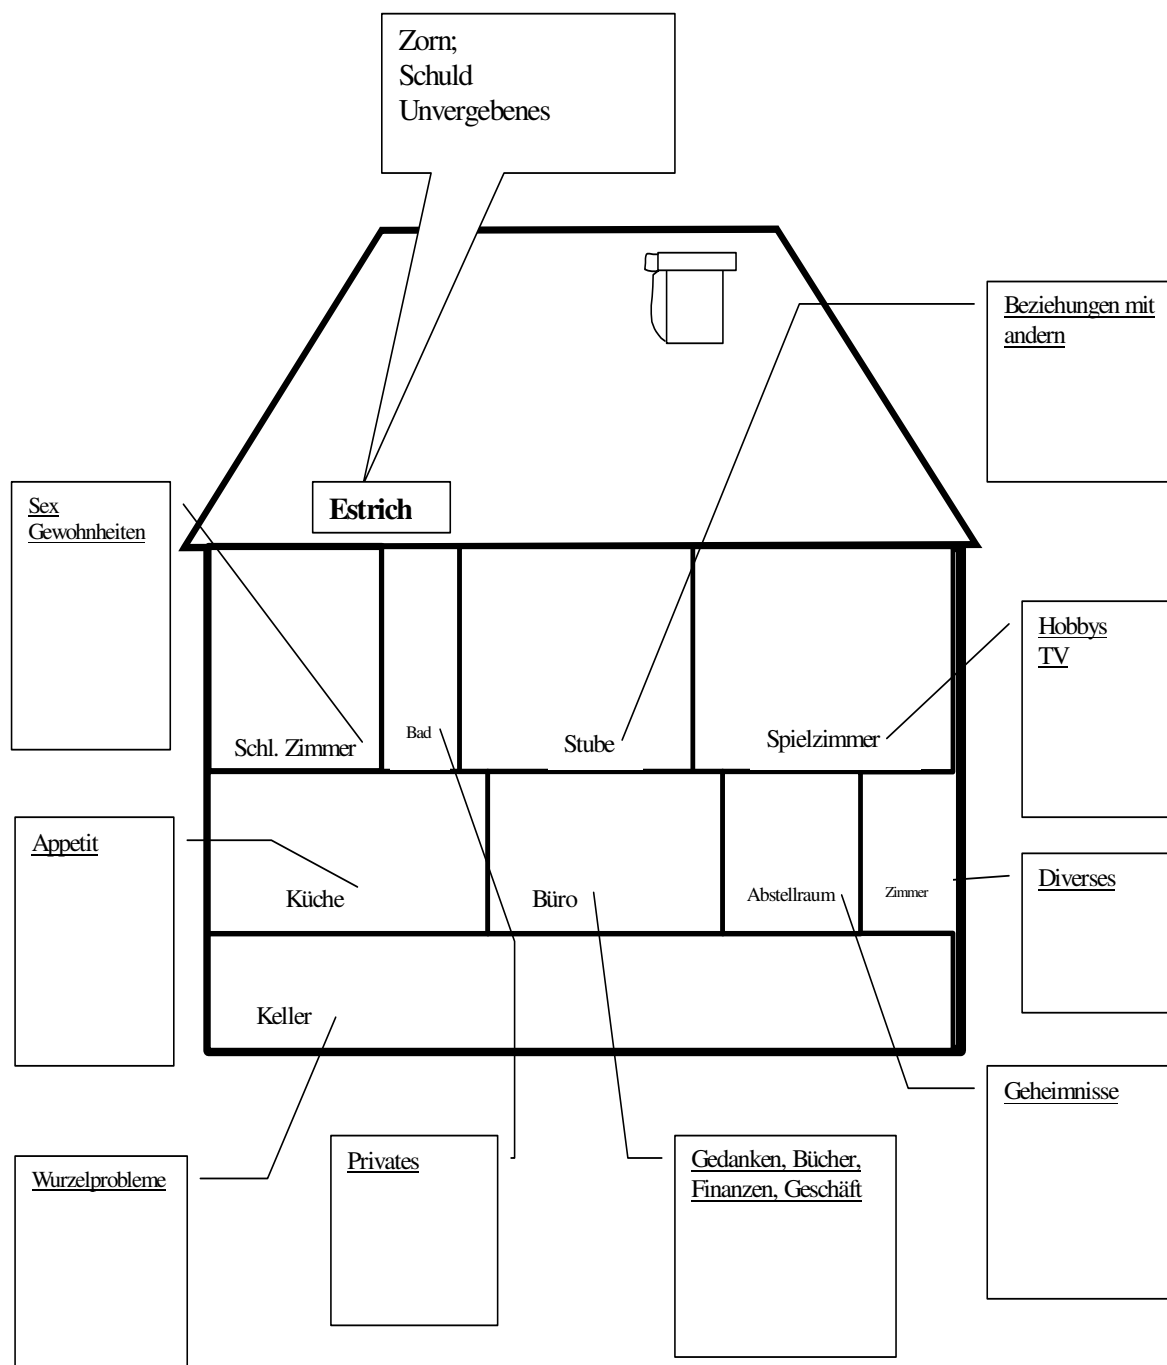 Zorn;
Schuld
Unvergebenes
Beziehungen mit
andern
Sex
Gewohnheiten
Estrich
Hobbys
TV
Schl. Zimmer
Bad
Stube
Spielzimmer
Appetit
Küche
Büro
Abstellraum
Zimmer
Diverses
Keller
Geheimnisse
Wurzelprobleme
Privates
Gedanken, Bücher,
Finanzen, Geschäft